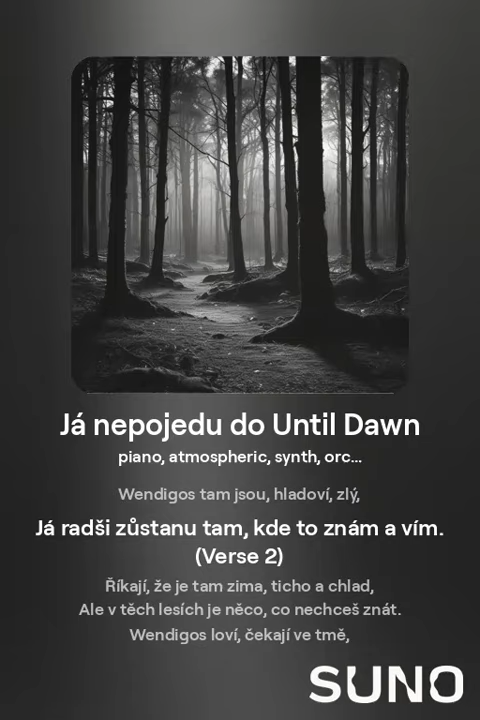 Já nepojedu do Until Dawn
piano, atmospheric, synth, orc...
Wendigos tam jsou, hladoví, zlý,
Já radši zůstanu tam, kde to znám a vím.
(Verse 2)
Říkají, že je tam zima, ticho a chlad,
Ale v těch lesích je něco, co nechceš znát.
Wendigos loví, čekají ve tmě,
SUNO